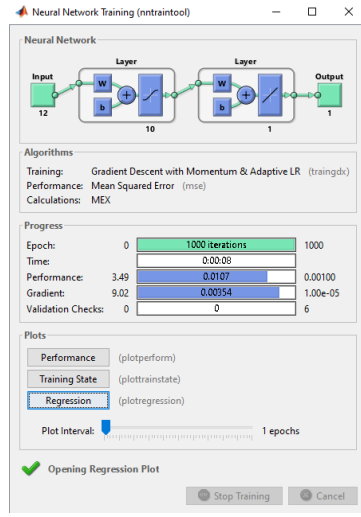 Neural Network Training (nntraintool)
Neural Network
Layer Layer
Input Output
W W
b b
12 1
10 1
Algorithms
Training: Gradient Descent with Momentum & Adaptive LR (traingdx)
Performance: Mean Squared Error (mse)
Calculations: MEX
Progress
Epoch: 0 1000 iterations 1000
Time: 0:00:08
Performance: 3.49 0.0107 0.00100
Gradient: 9.02 0.00354 1.00e-05
Validation Checks: 0 0 6
Plots
Performance (plotperform)
Training State (plottrainstate)
Regression (plotregression)
Plot Interval: 1 epochs
Opening Regression Plot
Stop Training Cancel